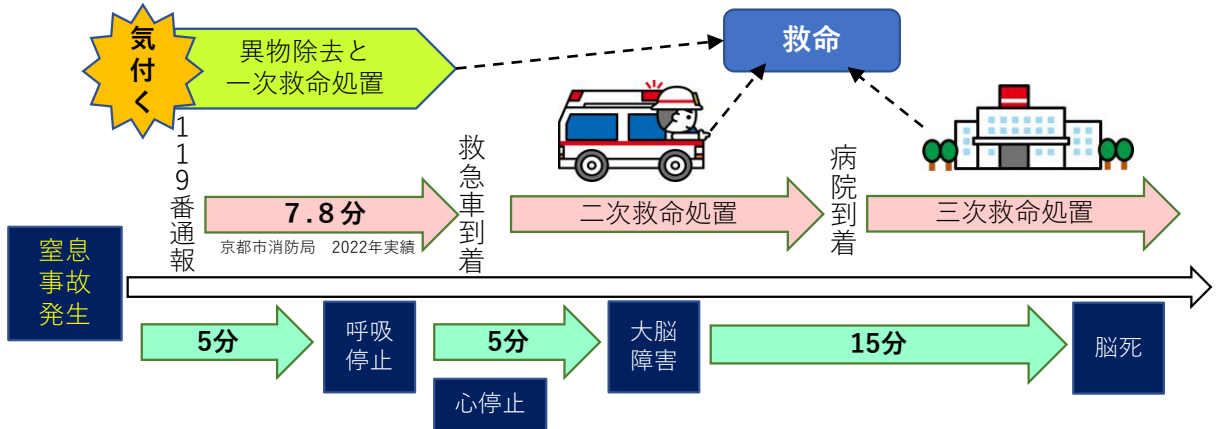 気付く
異物除去と
一次救命処置
救命
119番通報
7.8分
京都市消防局　2022年実績
救急車到着
二次救命処置
病院到着
三次救命処置
窒息
事故
発生
5分
呼吸
停止
5分
心停止
大脳
障害
15分
脳死